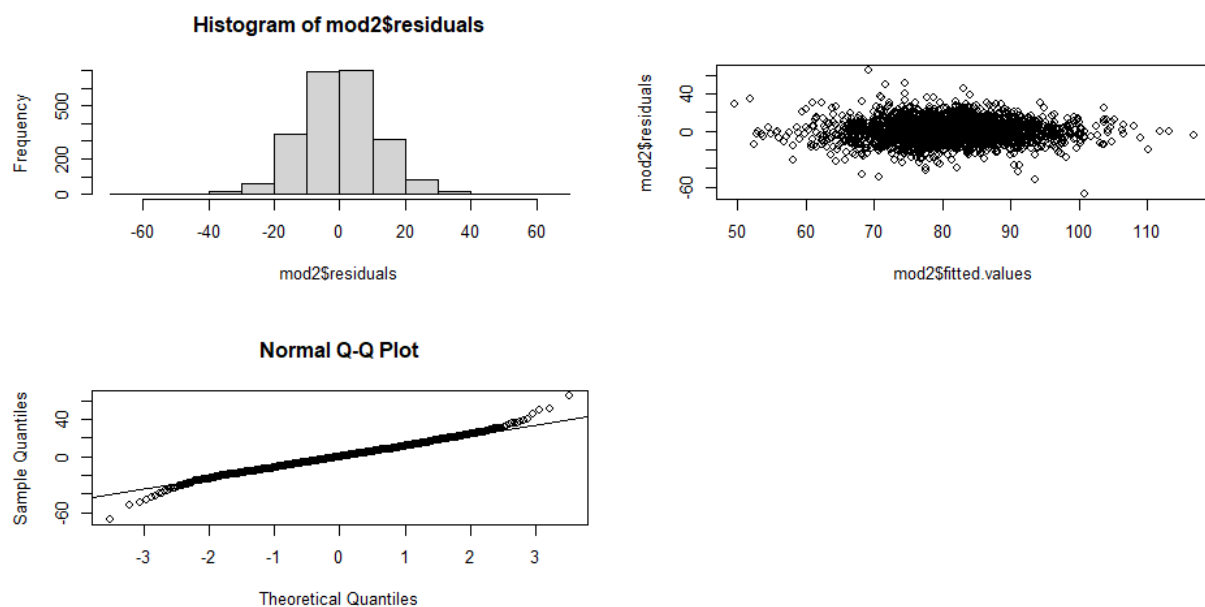 Histogram of mod2$residuals
Frequency
0 200 500
-60 -40 -20 0 20 40 60
mod2$residuals
mod2$residuals
-60 0 40
50 60 70 80 90 100 110
mod2$fitted.values
Normal Q-Q Plot
Sample Quantiles
-60 0 40
-3 -2 -1 0 1 2 3
Theoretical Quantiles